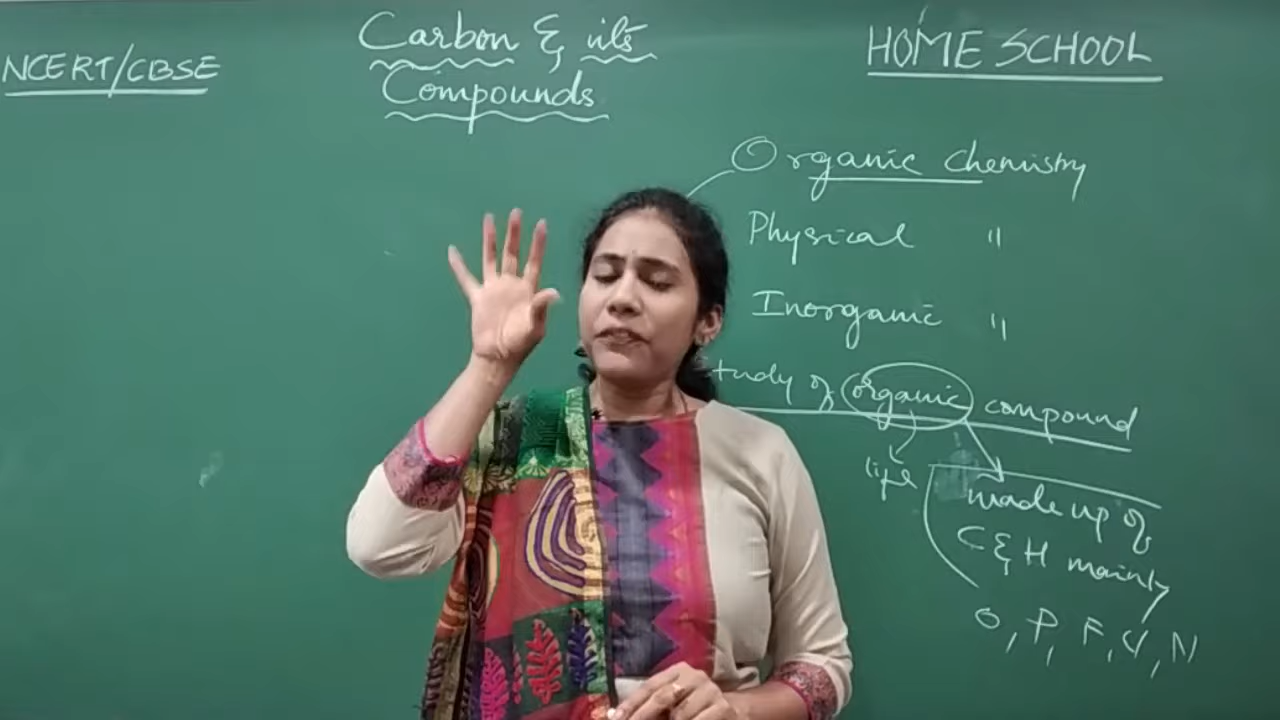 NCERT/CBSE
Carbon & its
Compounds
HOME SCHOOL
Organic Chemistry
Physical "
Inorganic "
tudy of organic compound
life
made up of
C & H mainly
O, P, F, Cl, N